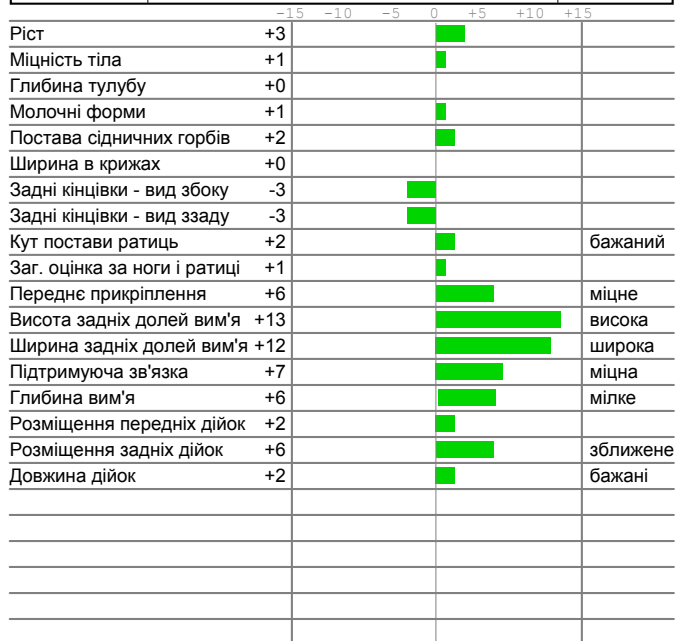 -15 -10 -5 0 +5 +10 +15
Ріст +3
Міцність тіла +1
Глибина тулубу +0
Молочні форми +1
Постава сідничних горбів +2
Ширина в крижах +0
Задні кінцівки - вид збоку -3
Задні кінцівки - вид ззаду -3
Кут постави ратиць +2 бажаний
Заг. оцінка за ноги і ратиці +1
Переднє прикріплення +6 міцне
Висота задніх долей вим'я +13 висока
Ширина задніх долей вим'я +12 широка
Підтримуюча зв'язка +7 міцна
Глибина вим'я +6 мілке
Розміщення передніх дійок +2
Розміщення задніх дійок +6 зближене
Довжина дійок +2 бажані